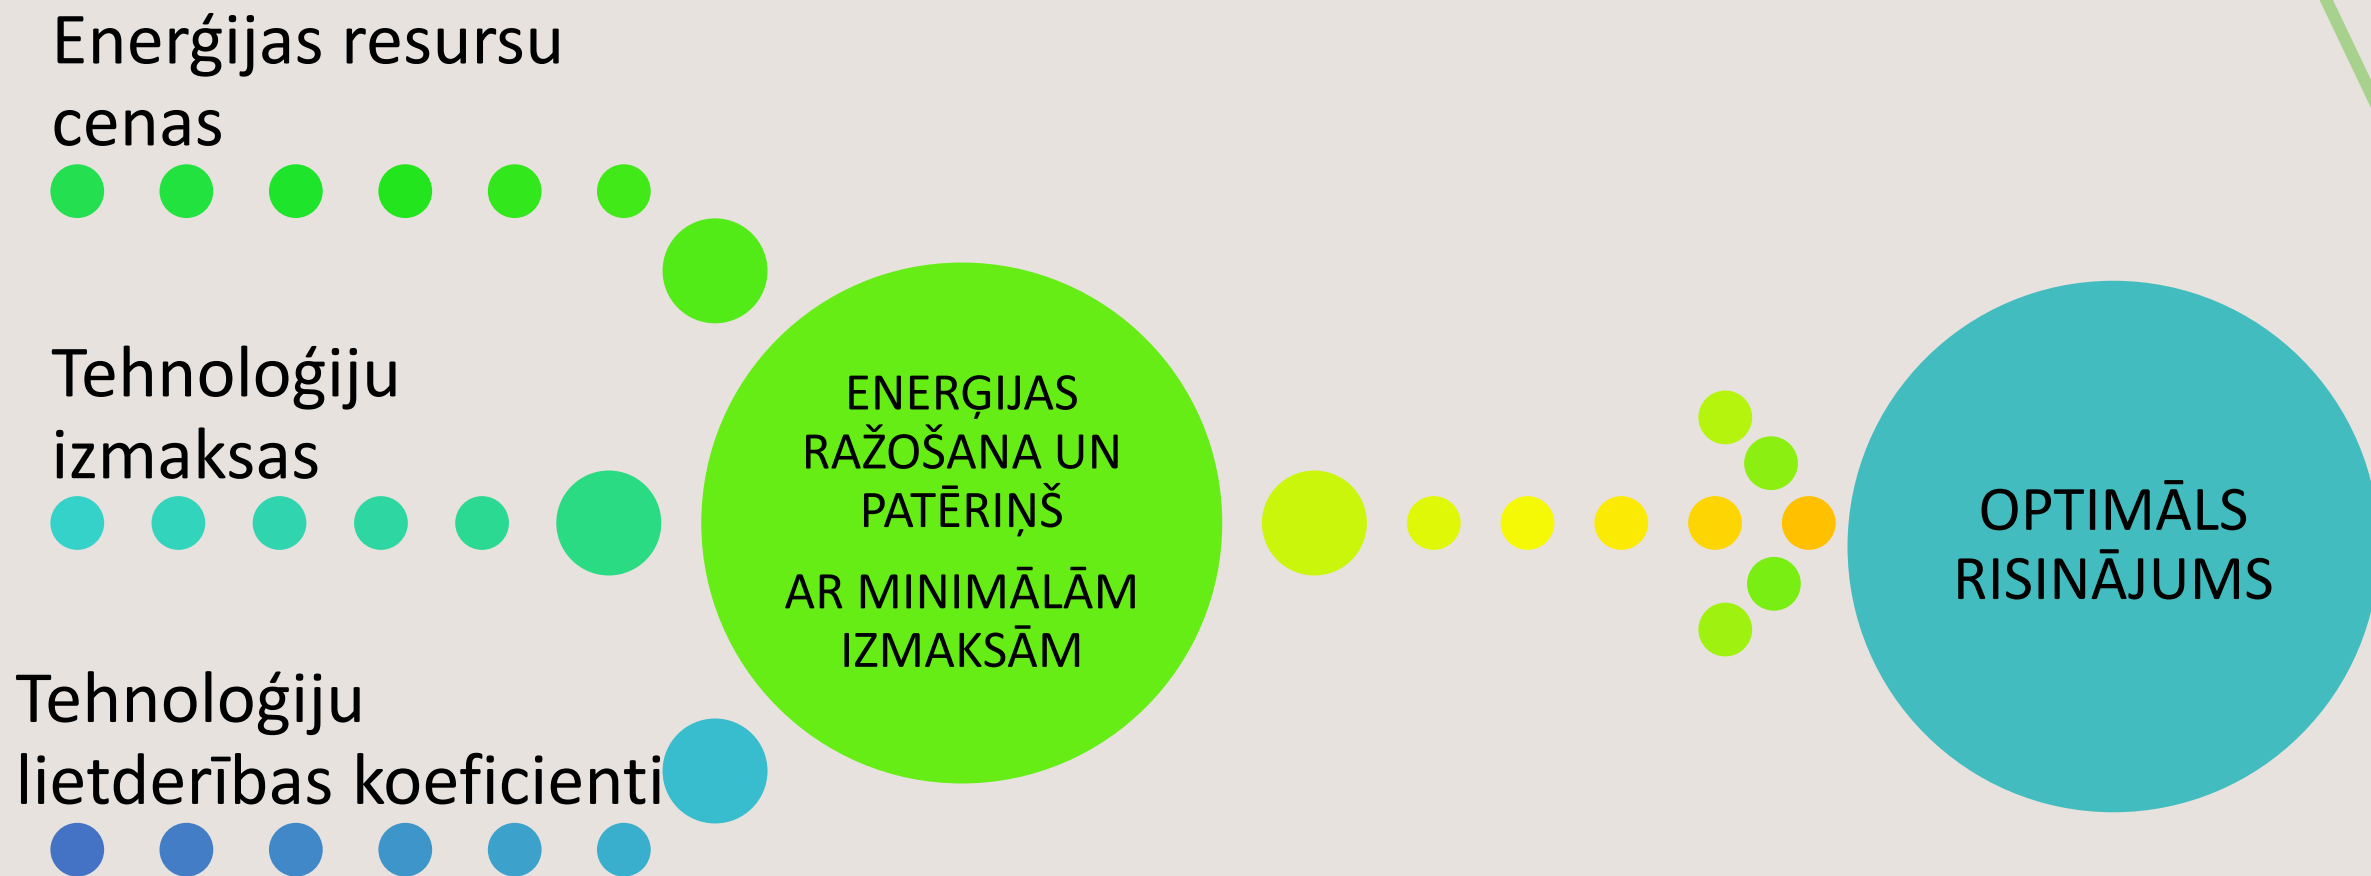 Enerģijas resursu
cenas
Tehnoloģiju
izmaksas
Tehnoloģiju
lietderības koeficienti
ENERĢIJAS
RAŽOŠANA UN
PATĒRIŅŠ
AR MINIMĀLĀM
IZMAKSĀM
OPTIMĀLS
RISINĀJUMS